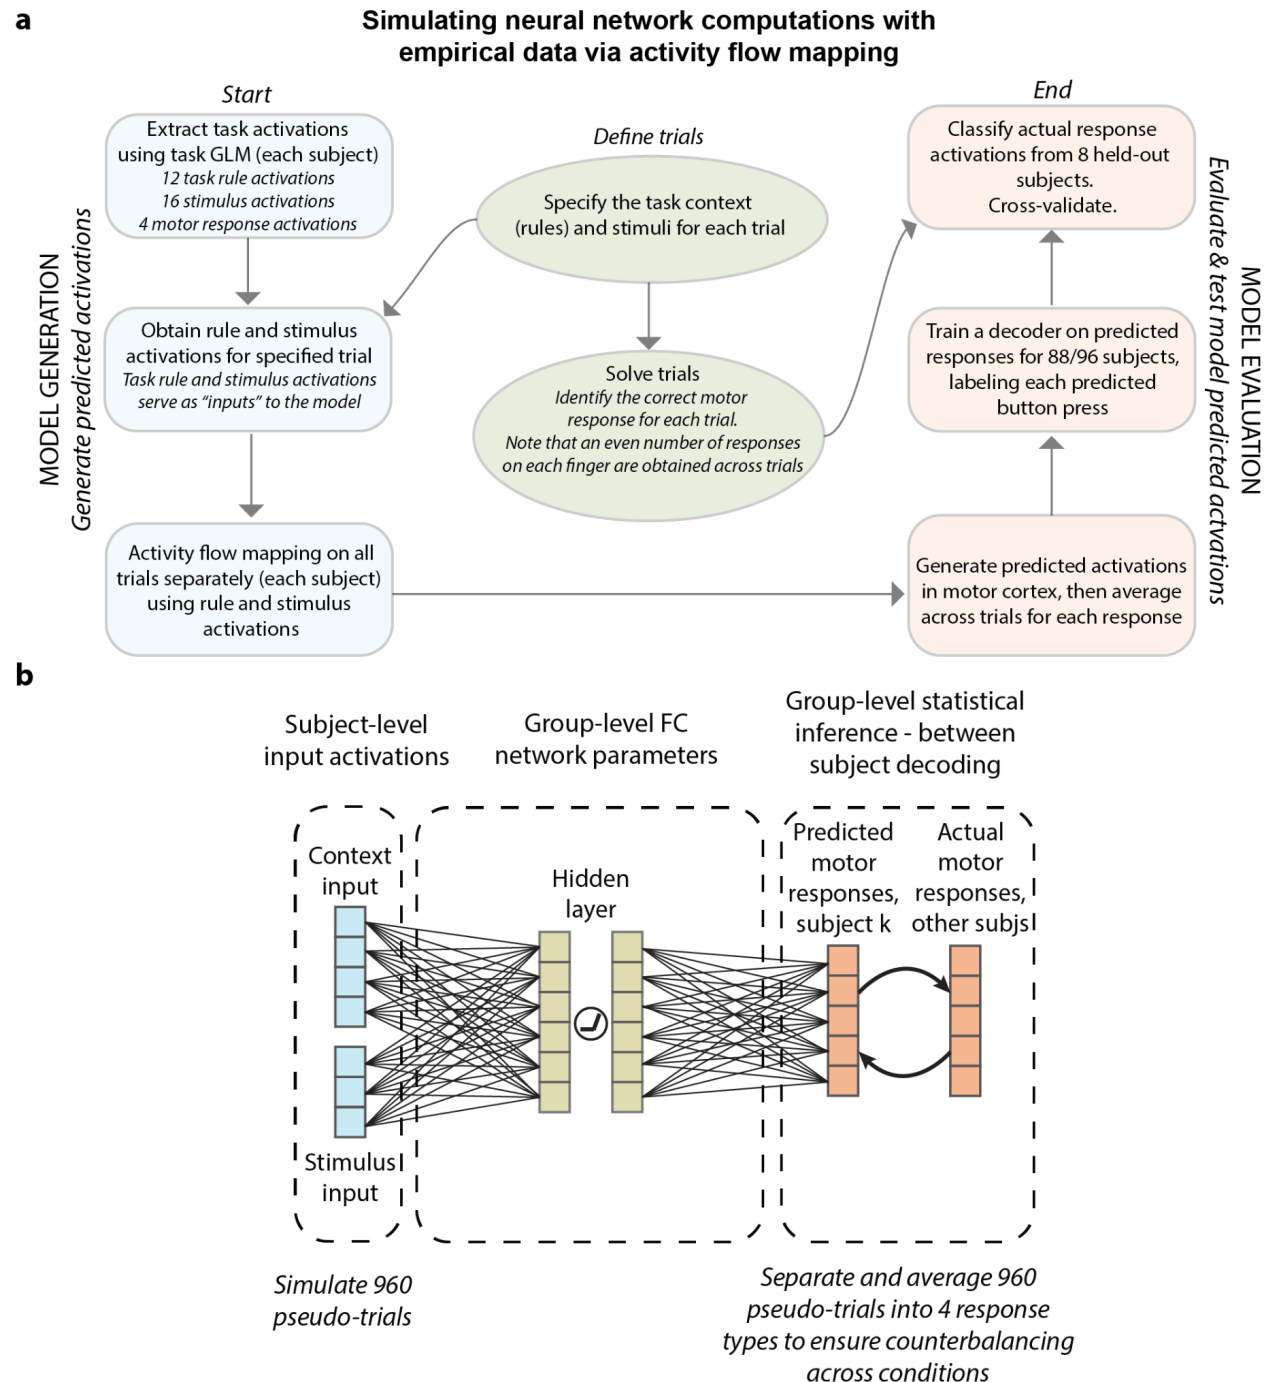 a
Simulating neural network computations with
empirical data via activity flow mapping
Start
Extract task activations
using task GLM (each subject)
12 task rule activations
16 stimulus activations
4 motor response activations
Obtain rule and stimulus
activations for specified trial
Task rule and stimulus activations
serve as “inputs” to the model
Activity flow mapping on all
trials separately (each subject)
using rule and stimulus
activations
MODEL GENERATION
Generate predicted activations
Define trials
Specify the task context
(rules) and stimuli for each trial
Solve trials
Identify the correct motor
response for each trial.
Note that an even number of responses
on each finger are obtained across trials
End
Classify actual response
activations from 8 held-out
subjects.
Cross-validate.
Train a decoder on predicted
responses for 88/96 subjects,
labeling each predicted
button press
Generate predicted activations
in motor cortex, then average
across trials for each response
MODEL EVALUATION
Evaluate & test model predicted actvations
b
Subject-level
input activations
Group-level FC
network parameters
Group-level statistical
inference - between
subject decoding
Context
input
Stimulus
input
Hidden
layer
Predicted
motor
responses,
subject k
Actual
motor
responses,
other subjs
Simulate 960
pseudo-trials
Separate and average 960
pseudo-trials into 4 response
types to ensure counterbalancing
across conditions